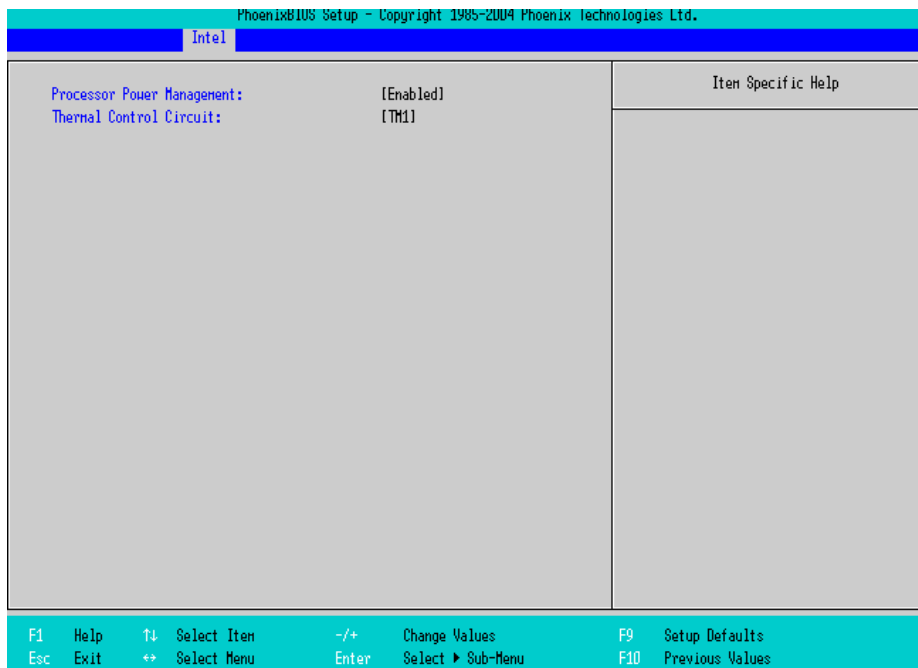 PhoenixBIOS Setup - Copyright 1985-2004 Phoenix Technologies Ltd.
Intel
Processor Power Management: [Enabled]
Thermal Control Circuit: [TM1]
Item Specific Help
F1 Help ↑↓ Select Item -/+ Change Values F9 Setup Defaults
Esc Exit ↔ Select Menu Enter Select ▶ Sub-Menu F10 Previous Values